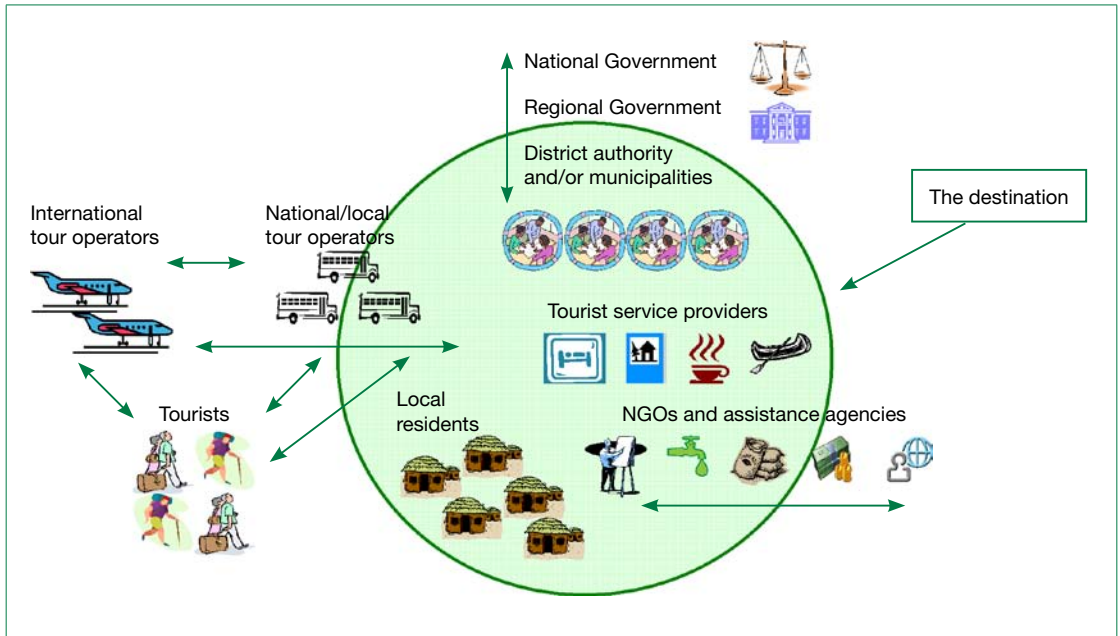 National Government
Regional Government
District authority
and/or municipalities
The destination
International
tour operators
National/local
tour operators
Tourist service providers
Tourists
Local
residents
NGOs and assistance agencies